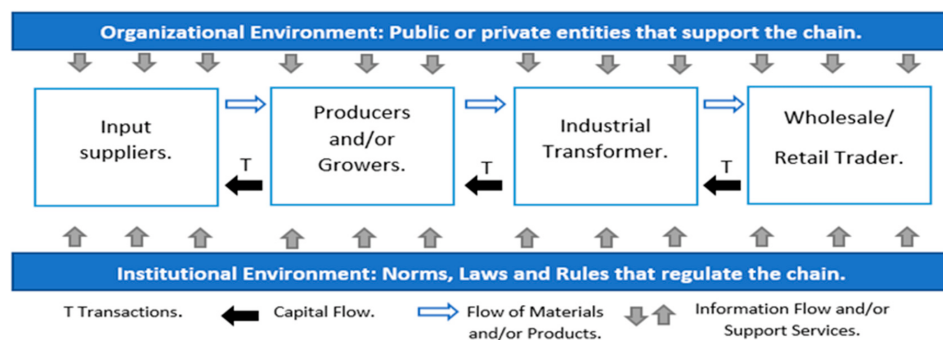 Organizational Environment: Public or private entities that support the chain.
Input
suppliers.
T
Producers
and/or
Growers.
T
Industrial
Transformer.
T
Wholesale/
Retail Trader.
Institutional Environment: Norms, Laws and Rules that regulate the chain.
T Transactions.
Capital Flow.
Flow of Materials
and/or Products.
Information Flow and/or
Support Services.